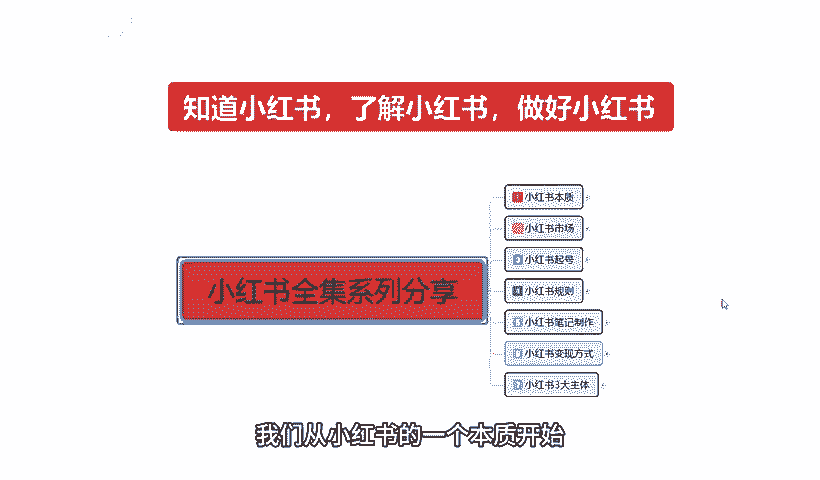 知道小红书，了解小红书，做好小红书
小红书全集系列分享
1 小红书本质
2 小红书市场
3 小红书起号
4 小红书规则
5 小红书笔记制作
6 小红书变现方式
7 小红书3大主体
我们从小红书的一个本质开始